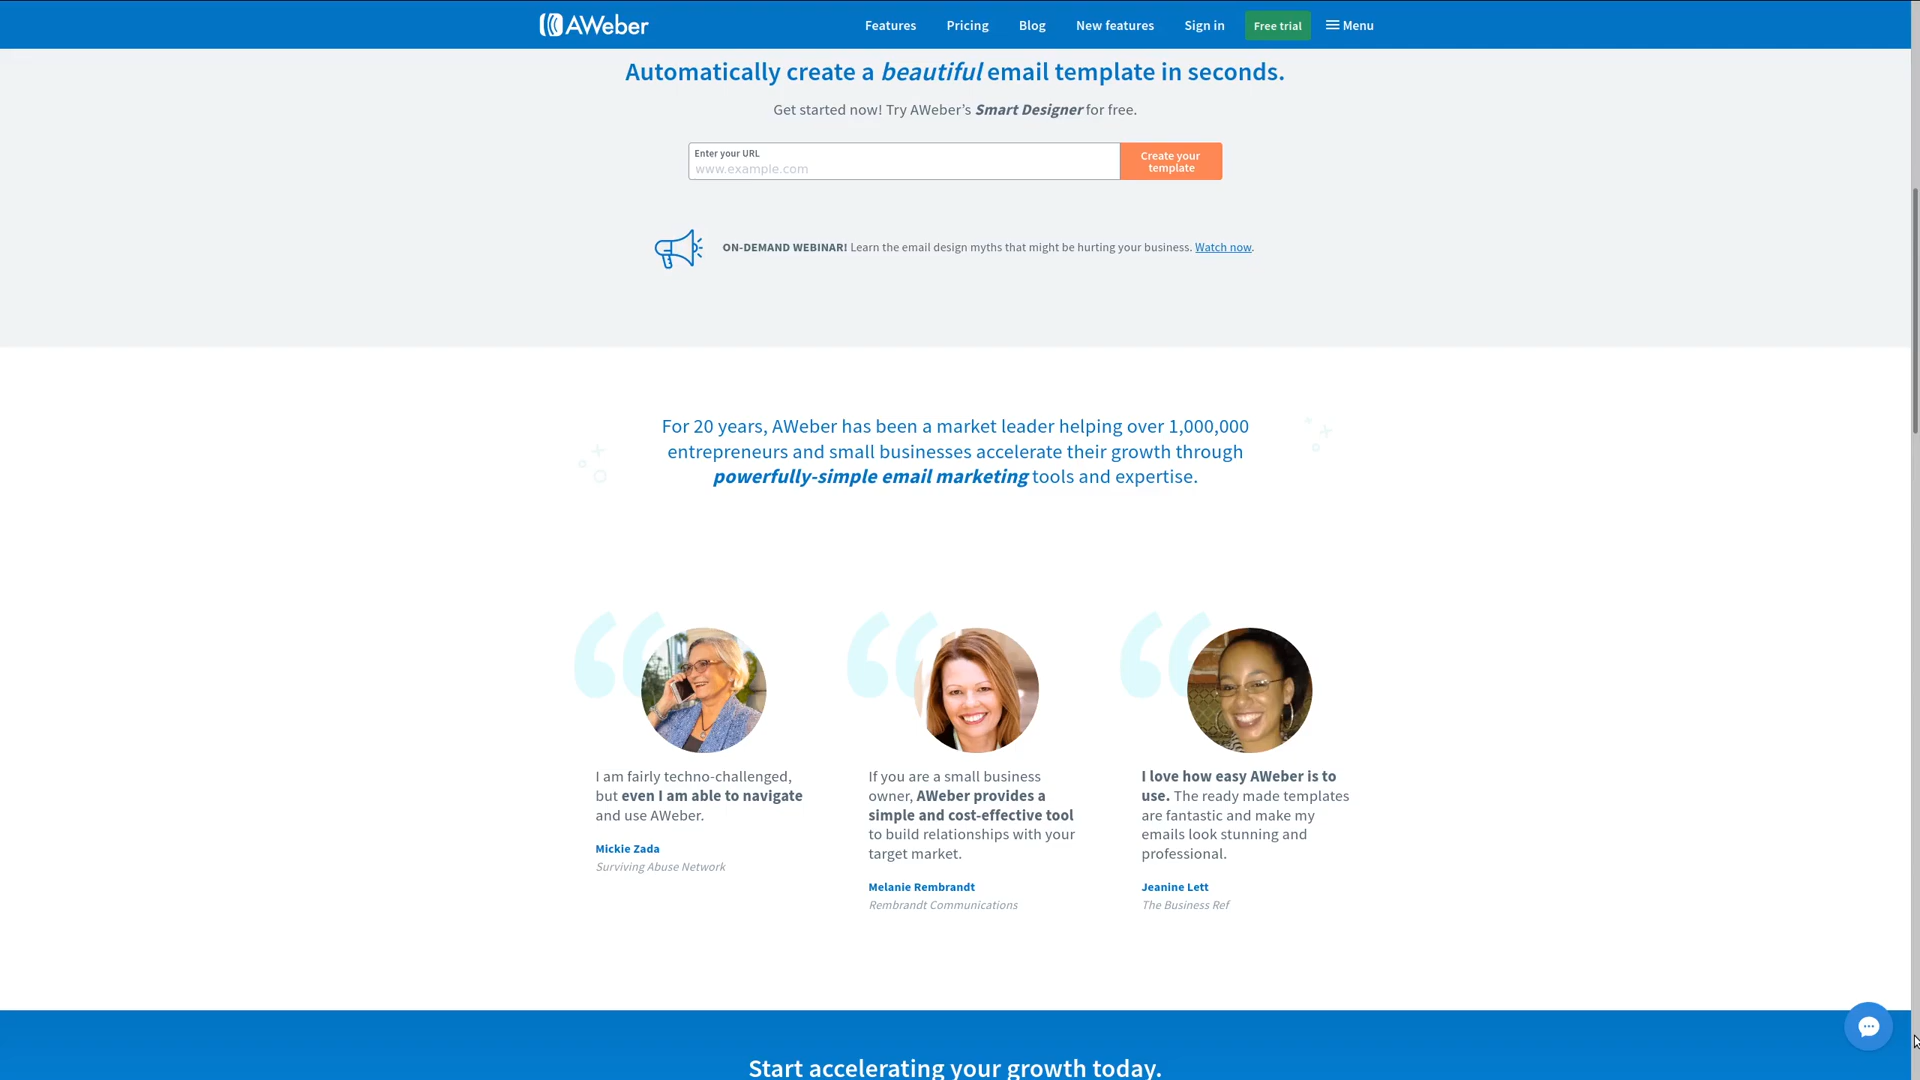 AWeber
Features
Pricing
Blog
New features
Sign in
Free trial
Menu
Automatically create a beautiful email template in seconds.
Get started now! Try AWeber’s Smart Designer for free.
Enter your URL
www.example.com
Create your
template
ON-DEMAND WEBINAR! Learn the email design myths that might be hurting your business. Watch now.
For 20 years, AWeber has been a market leader helping over 1,000,000
entrepreneurs and small businesses accelerate their growth through
powerfully-simple email marketing tools and expertise.
I am fairly techno-challenged,
but even I am able to navigate
and use AWeber.
Mickie Zada
Surviving Abuse Network
If you are a small business
owner, AWeber provides a
simple and cost-effective tool
to build relationships with your
target market.
Melanie Rembrandt
Rembrandt Communications
I love how easy AWeber is to
use. The ready made templates
are fantastic and make my
emails look stunning and
professional.
Jeanine Lett
The Business Ref
Start accelerating your growth today.